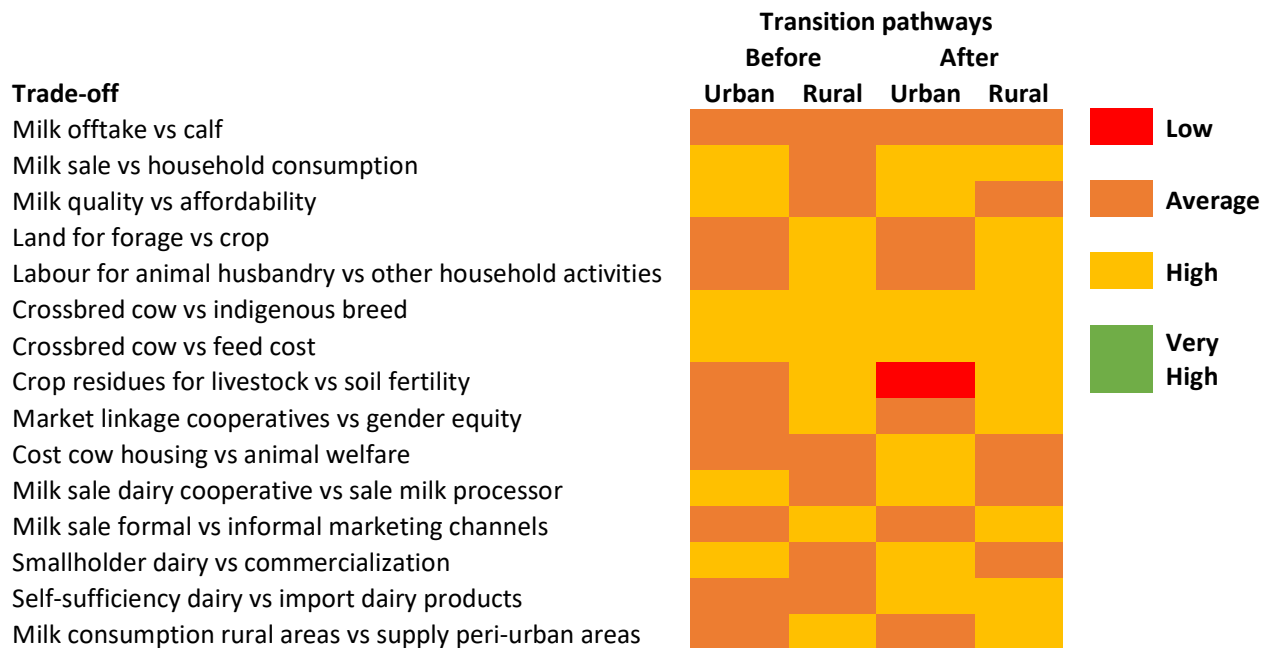 Transition pathways
Before After
Trade-off Urban Rural Urban Rural
Milk offtake vs calf
Milk sale vs household consumption
Milk quality vs affordability
Land for forage vs crop
Labour for animal husbandry vs other household activities
Crossbred cow vs indigenous breed
Crossbred cow vs feed cost
Crop residues for livestock vs soil fertility
Market linkage cooperatives vs gender equity
Cost cow housing vs animal welfare
Milk sale dairy cooperative vs sale milk processor
Milk sale formal vs informal marketing channels
Smallholder dairy vs commercialization
Self-sufficiency dairy vs import dairy products
Milk consumption rural areas vs supply peri-urban areas
Low
Average
High
Very
High